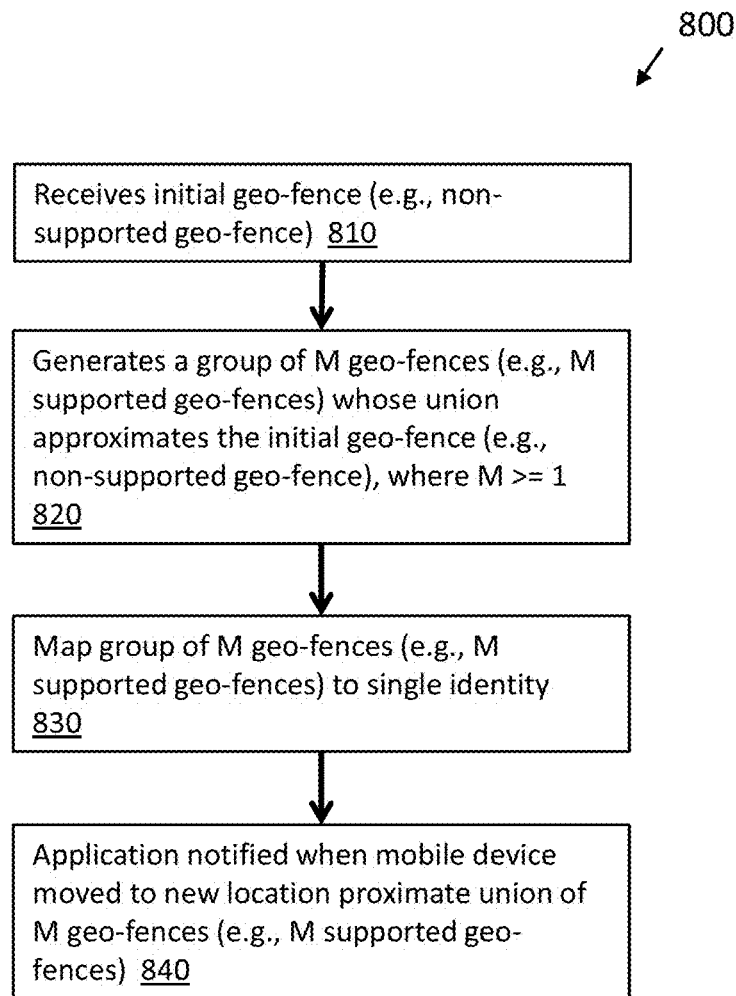 800
Receives initial geo-fence (e.g., non-
supported geo-fence) 810
Generates a group of M geo-fences (e.g., M
supported geo-fences) whose union
approximates the initial geo-fence (e.g.,
non-supported geo-fence), where M >= 1
820
Map group of M geo-fences (e.g., M
supported geo-fences) to single identity
830
Application notified when mobile device
moved to new location proximate union of
M geo-fences (e.g., M supported geo-
fences) 840